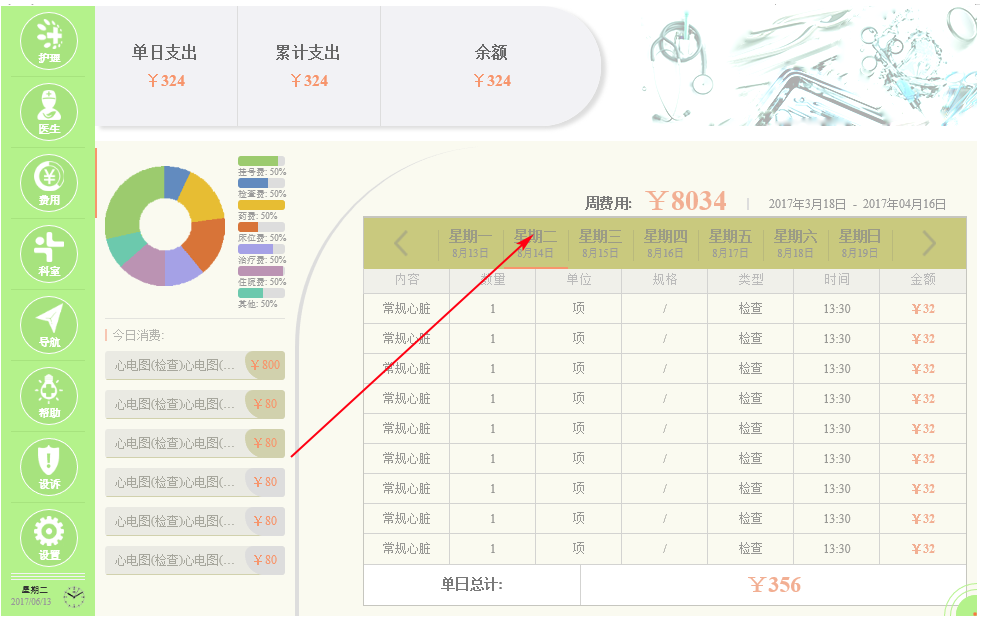 护理
医生
费用
科室
导航
帮助
投诉
设置
星期二
2017/06/13
单日支出
￥324
累计支出
￥324
余额
￥324
挂号费: 50%
检查费: 50%
药费: 50%
床位费: 50%
治疗费: 50%
住院费: 50%
其他: 50%
今日消费:
心电图(检查)心电图(... ￥800
心电图(检查)心电图(... ￥80
心电图(检查)心电图(... ￥80
心电图(检查)心电图(... ￥80
心电图(检查)心电图(... ￥80
心电图(检查)心电图(... ￥80
周费用: ￥8034 | 2017年3月18日 - 2017年04月16日
星期一 星期二 星期三 星期四 星期五 星期六 星期日
8月13日 8月14日 8月15日 8月16日 8月17日 8月18日 8月19日
内容 数量 单位 规格 类型 时间 金额
常规心脏 1 项 / 检查 13:30 ￥32
常规心脏 1 项 / 检查 13:30 ￥32
常规心脏 1 项 / 检查 13:30 ￥32
常规心脏 1 项 / 检查 13:30 ￥32
常规心脏 1 项 / 检查 13:30 ￥32
常规心脏 1 项 / 检查 13:30 ￥32
常规心脏 1 项 / 检查 13:30 ￥32
常规心脏 1 项 / 检查 13:30 ￥32
常规心脏 1 项 / 检查 13:30 ￥32
单日总计: ￥356